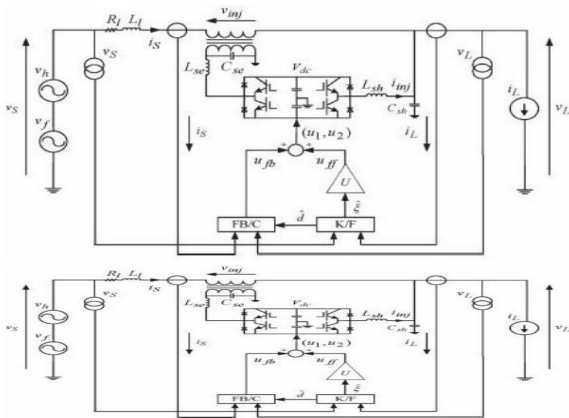 v_inj
R_l L_l
i_S
v_S
C_se
L_se
V_dc
L_sh i_inj
C_sh
v_h
v_S
v_f
v_L
i_L
v_L
i_S
(u_1, u_2)
i_L
+ +
u_fb u_ff
U
ξ̂
d̂
FB/C K/F
v_inj
R_l L_l
i_S
v_S
C_se
L_se
V_dc
L_sh i_inj
C_sh
v_h
v_S
v_f
v_L
i_L
v_L
i_S
(u_1, u_2)
i_L
u_fb u_ff
U
ξ̂
d̂
FB/C K/F